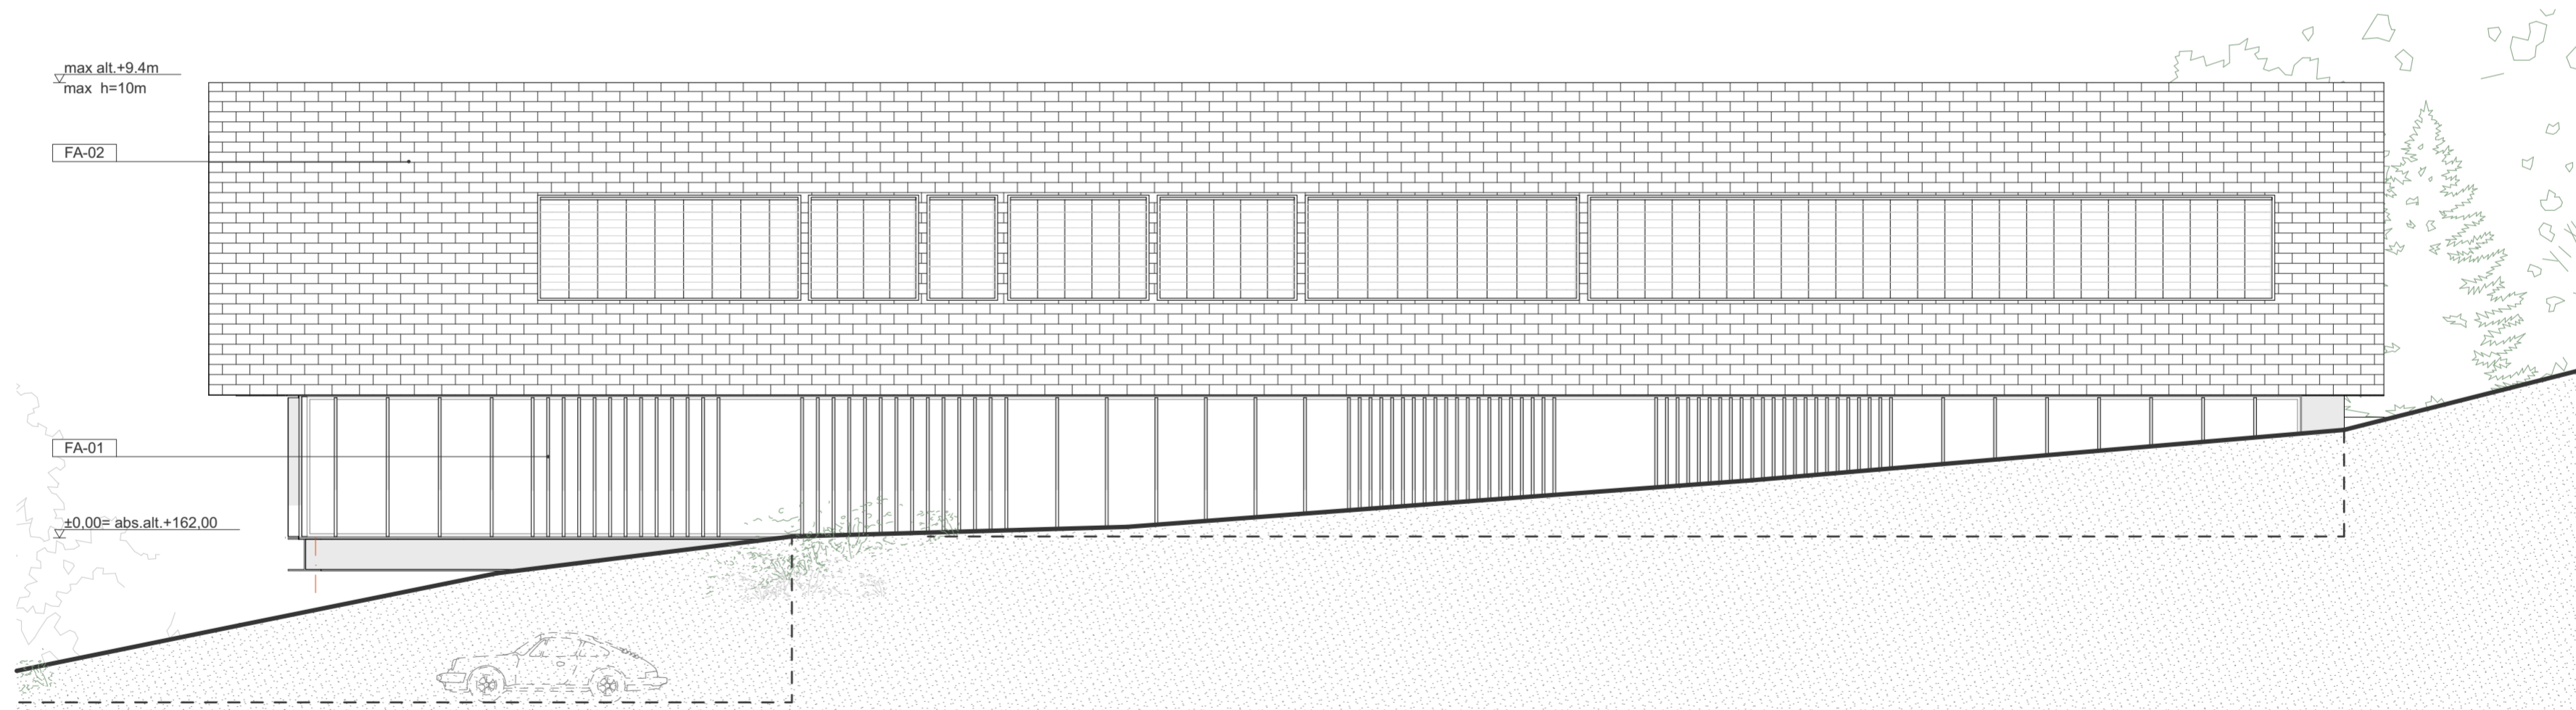 max alt.+9.4m
max h=10m
FA-02
FA-01
±0,00= abs.alt.+162,00